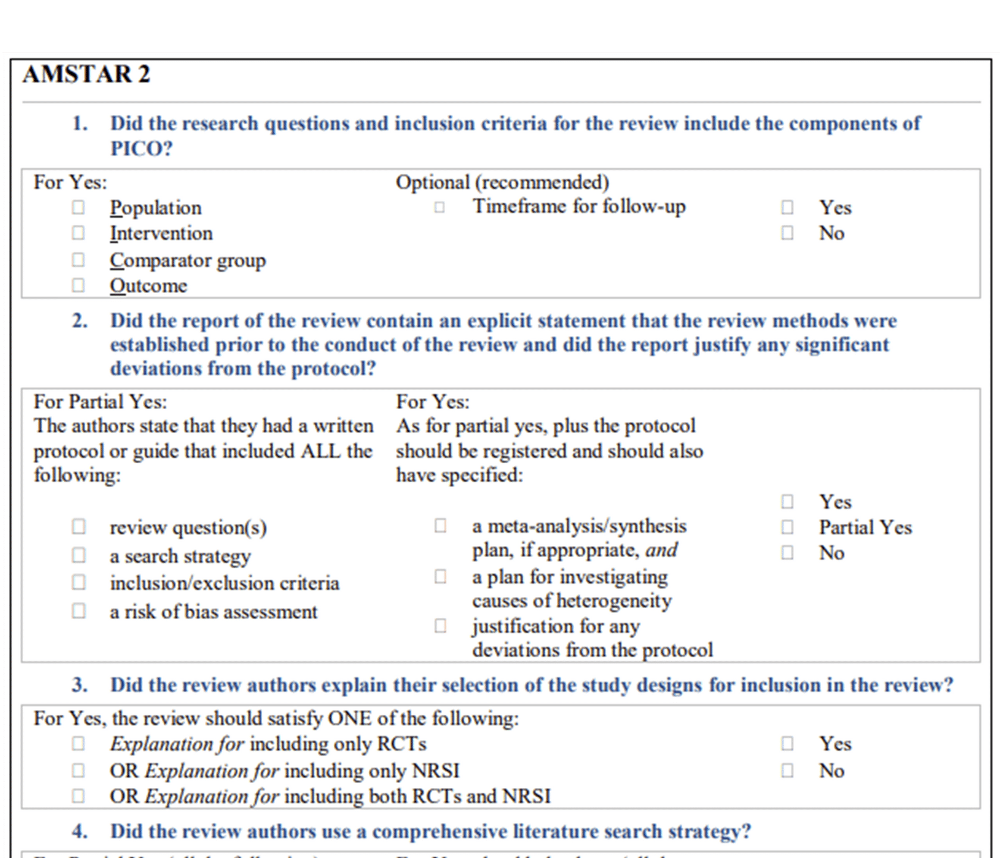 AMSTAR 2
1. Did the research questions and inclusion criteria for the review include the components of
PICO?
For Yes:
Population
Intervention
Comparator group
Outcome
Optional (recommended)
Timeframe for follow-up
Yes
No
2. Did the report of the review contain an explicit statement that the review methods were
established prior to the conduct of the review and did the report justify any significant
deviations from the protocol?
For Partial Yes:
The authors state that they had a written
protocol or guide that included ALL the
following:
review question(s)
a search strategy
inclusion/exclusion criteria
a risk of bias assessment
For Yes:
As for partial yes, plus the protocol
should be registered and should also
have specified:
a meta-analysis/synthesis
plan, if appropriate, and
a plan for investigating
causes of heterogeneity
justification for any
deviations from the protocol
Yes
Partial Yes
No
3. Did the review authors explain their selection of the study designs for inclusion in the review?
For Yes, the review should satisfy ONE of the following:
Explanation for including only RCTs
OR Explanation for including only NRSI
OR Explanation for including both RCTs and NRSI
Yes
No
4. Did the review authors use a comprehensive literature search strategy?